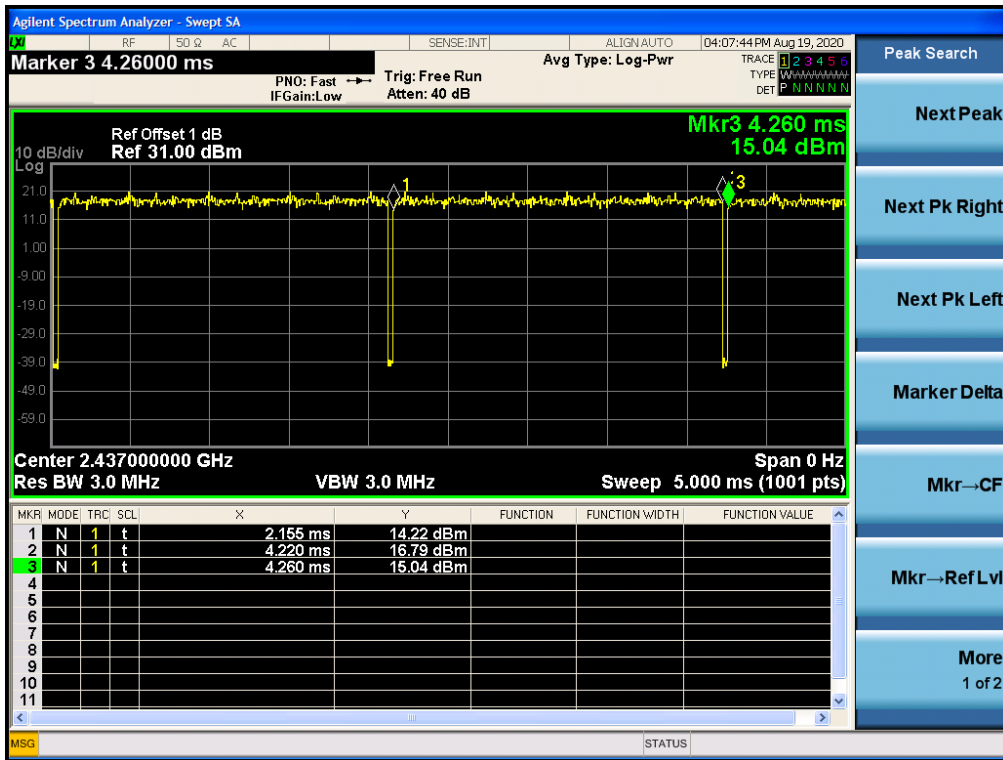 Agilent Spectrum Analyzer - Swept SA
LXI RF 50 Ω AC SENSE:INT ALIGN AUTO 04:07:44 PM Aug 19, 2020
Marker 3 4.26000 ms
PNO: Fast
IFGain:Low
Trig: Free Run
Atten: 40 dB
Avg Type: Log-Pwr
TRACE 1 2 3 4 5 6
TYPE W
DET P N N N N N
Ref Offset 1 dB
Ref 31.00 dBm
Mkr3 4.260 ms
15.04 dBm
10 dB/div
Log
21.0
11.0
1.00
-9.00
-19.0
-29.0
-39.0
-49.0
-59.0
1
3
Center 2.437000000 GHz
Span 0 Hz
Res BW 3.0 MHz VBW 3.0 MHz Sweep 5.000 ms (1001 pts)
MKR MODE TRC SCL X Y FUNCTION FUNCTION WIDTH FUNCTION VALUE
1 N 1 t 2.155 ms 14.22 dBm
2 N 1 t 4.220 ms 16.79 dBm
3 N 1 t 4.260 ms 15.04 dBm
4
5
6
7
8
9
10
11
MSG STATUS
Peak Search
Next Peak
Next Pk Right
Next Pk Left
Marker Delta
Mkr→CF
Mkr→Ref Lvl
More
1 of 2